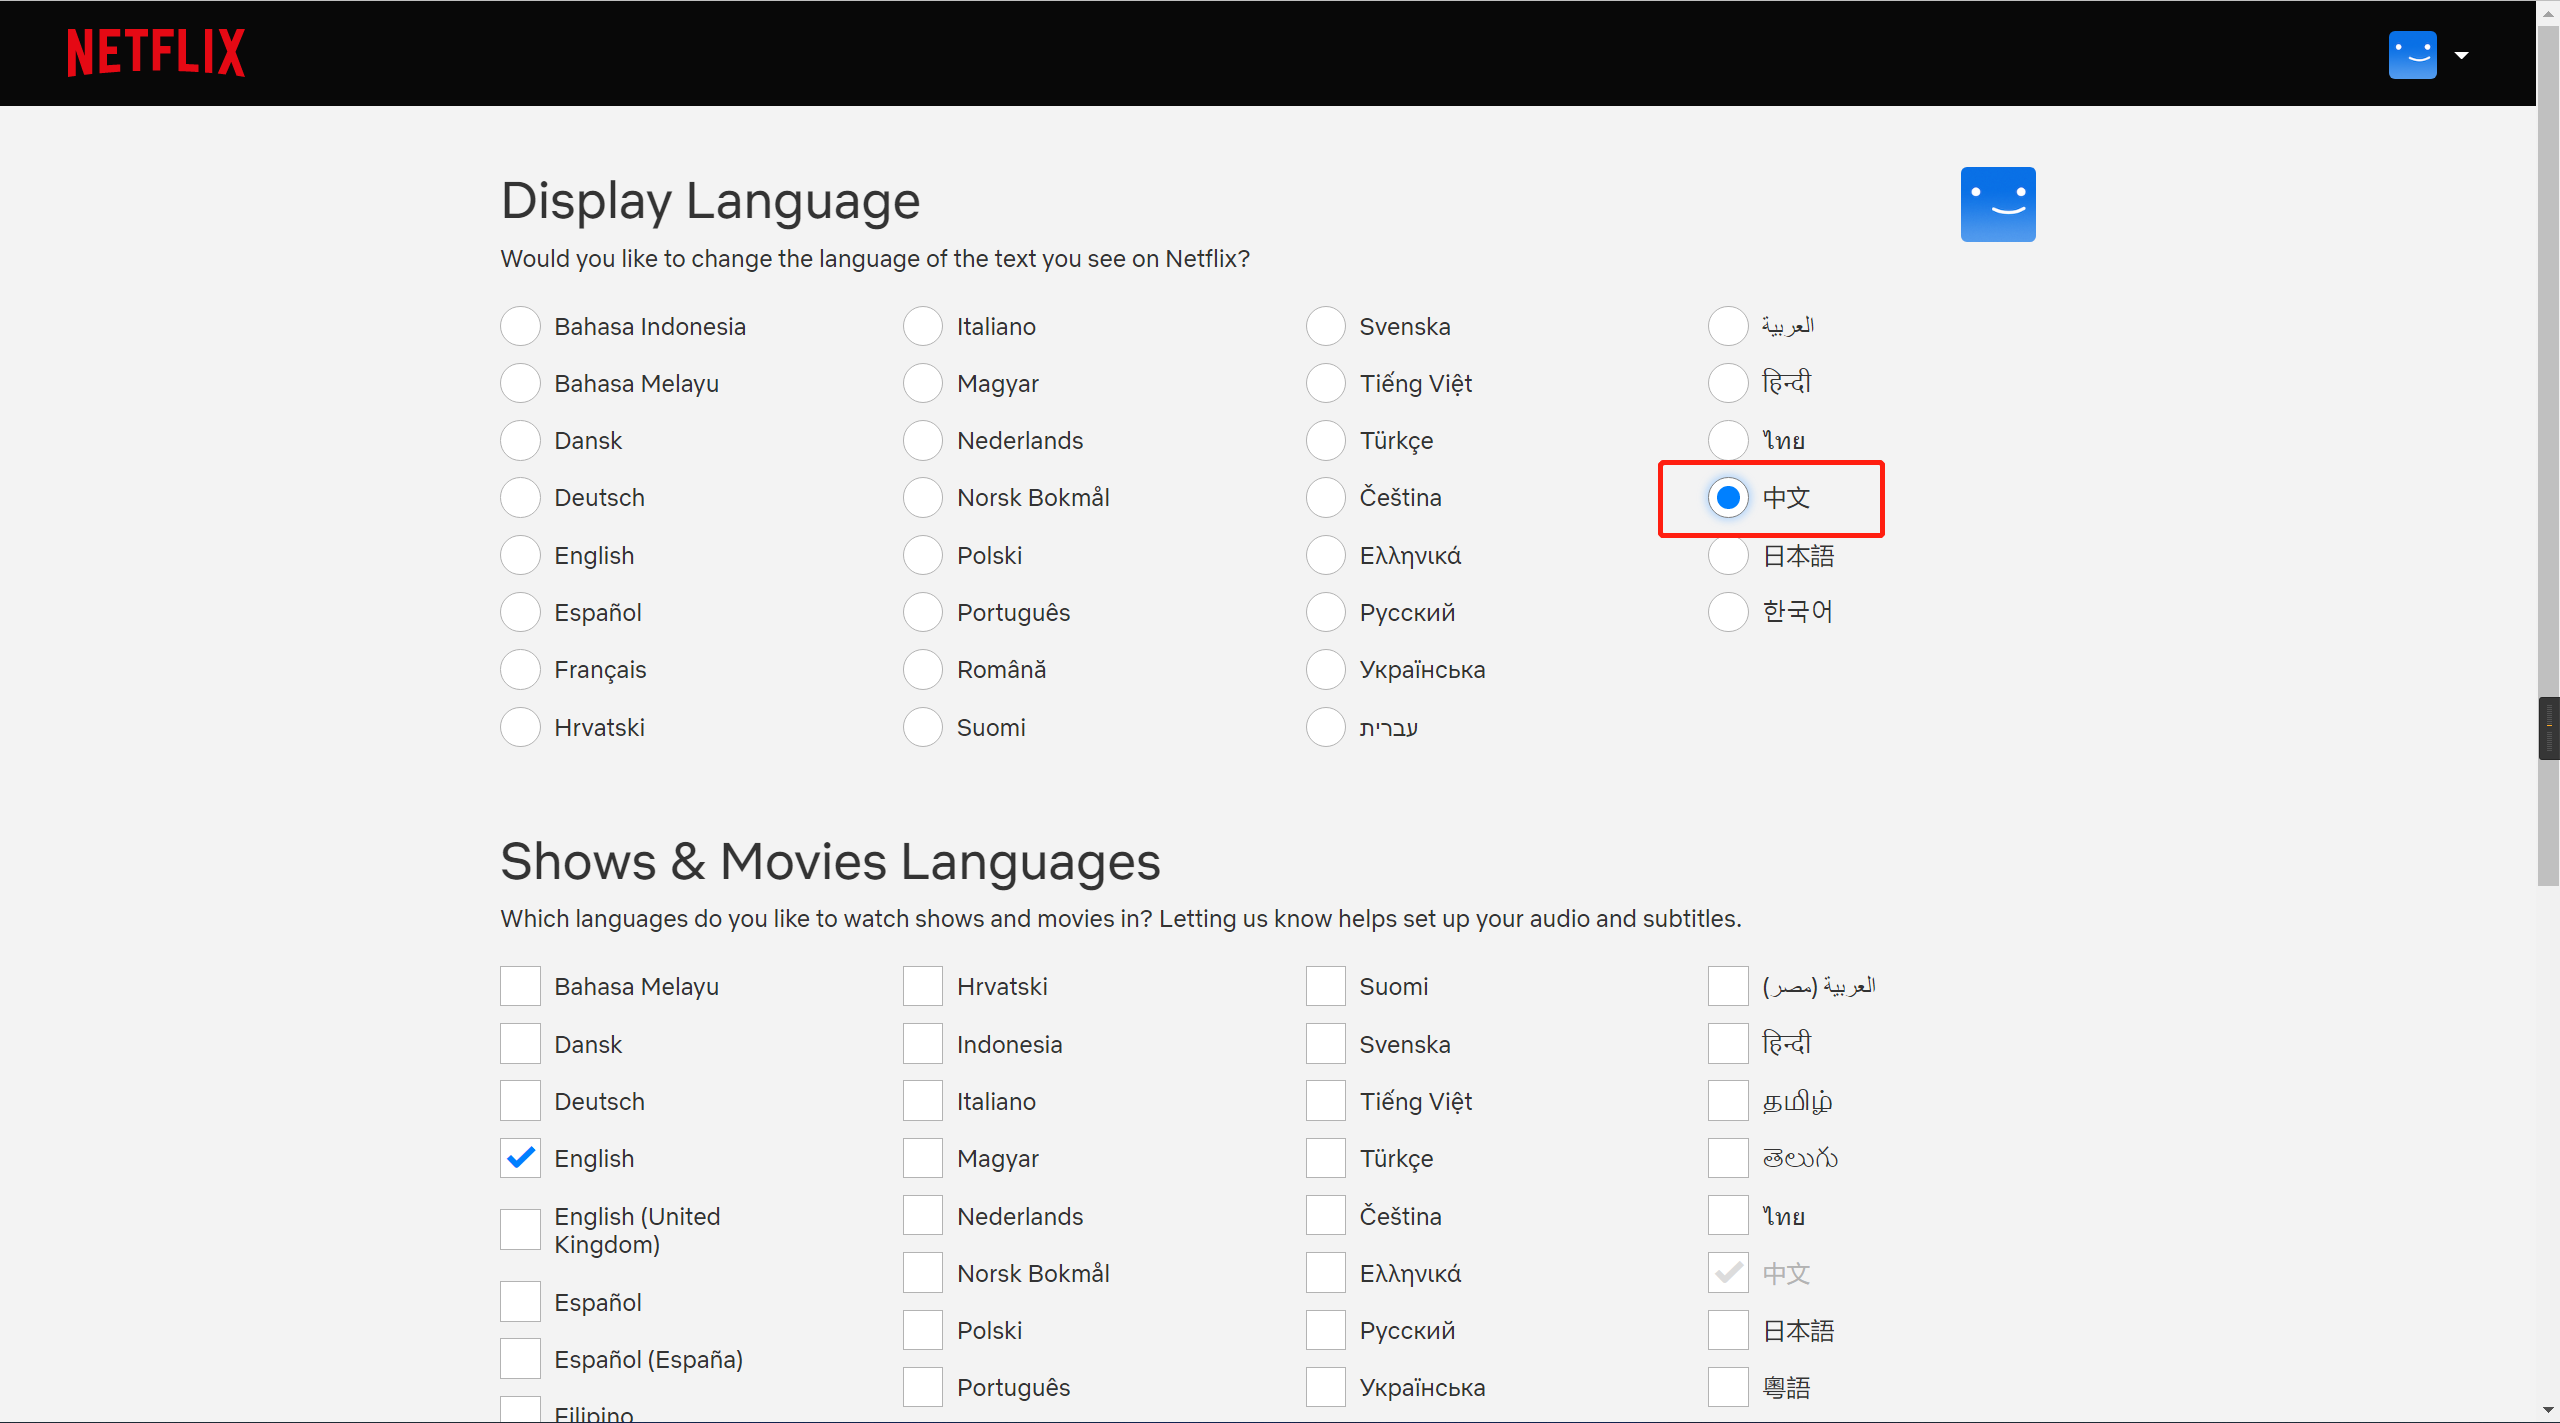 NETFLIX
Display Language
Would you like to change the language of the text you see on Netflix?
Bahasa Indonesia
Bahasa Melayu
Dansk
Deutsch
English
Español
Français
Hrvatski
Italiano
Magyar
Nederlands
Norsk Bokmål
Polski
Português
Română
Suomi
Svenska
Tiếng Việt
Türkçe
Čeština
Ελληνικά
Русский
Українська
עברית
العربية
हिन्दी
ไทย
中文
日本語
한국어
Shows & Movies Languages
Which languages do you like to watch shows and movies in? Letting us know helps set up your audio and subtitles.
Bahasa Melayu
Dansk
Deutsch
English
English (United
Kingdom)
Español
Español (España)
Filipino
Hrvatski
Indonesia
Italiano
Magyar
Nederlands
Norsk Bokmål
Polski
Português
Suomi
Svenska
Tiếng Việt
Türkçe
Čeština
Ελληνικά
Русский
Українська
العربية (مصر)
हिन्दी
தமிழ்
తెలుగు
ไทย
中文
日本語
粵語